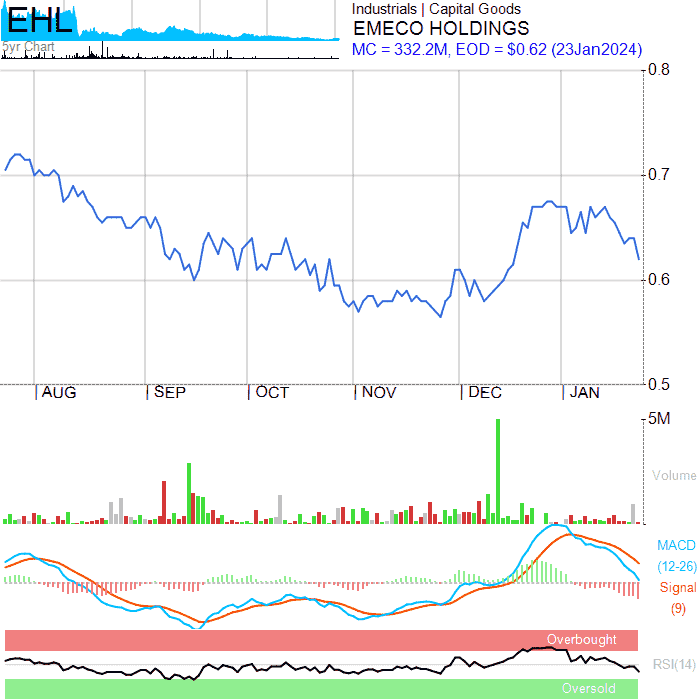 EHL
5yr Chart
Industrials | Capital Goods
EMECO HOLDINGS
MC = 332.2M, EOD = $0.62 (23Jan2024)
0.8
0.7
0.6
0.5
AUG
SEP
OCT
NOV
DEC
JAN
5M
Volume
MACD
(12-26)
Signal
(9)
Overbought
RSI(14)
Oversold